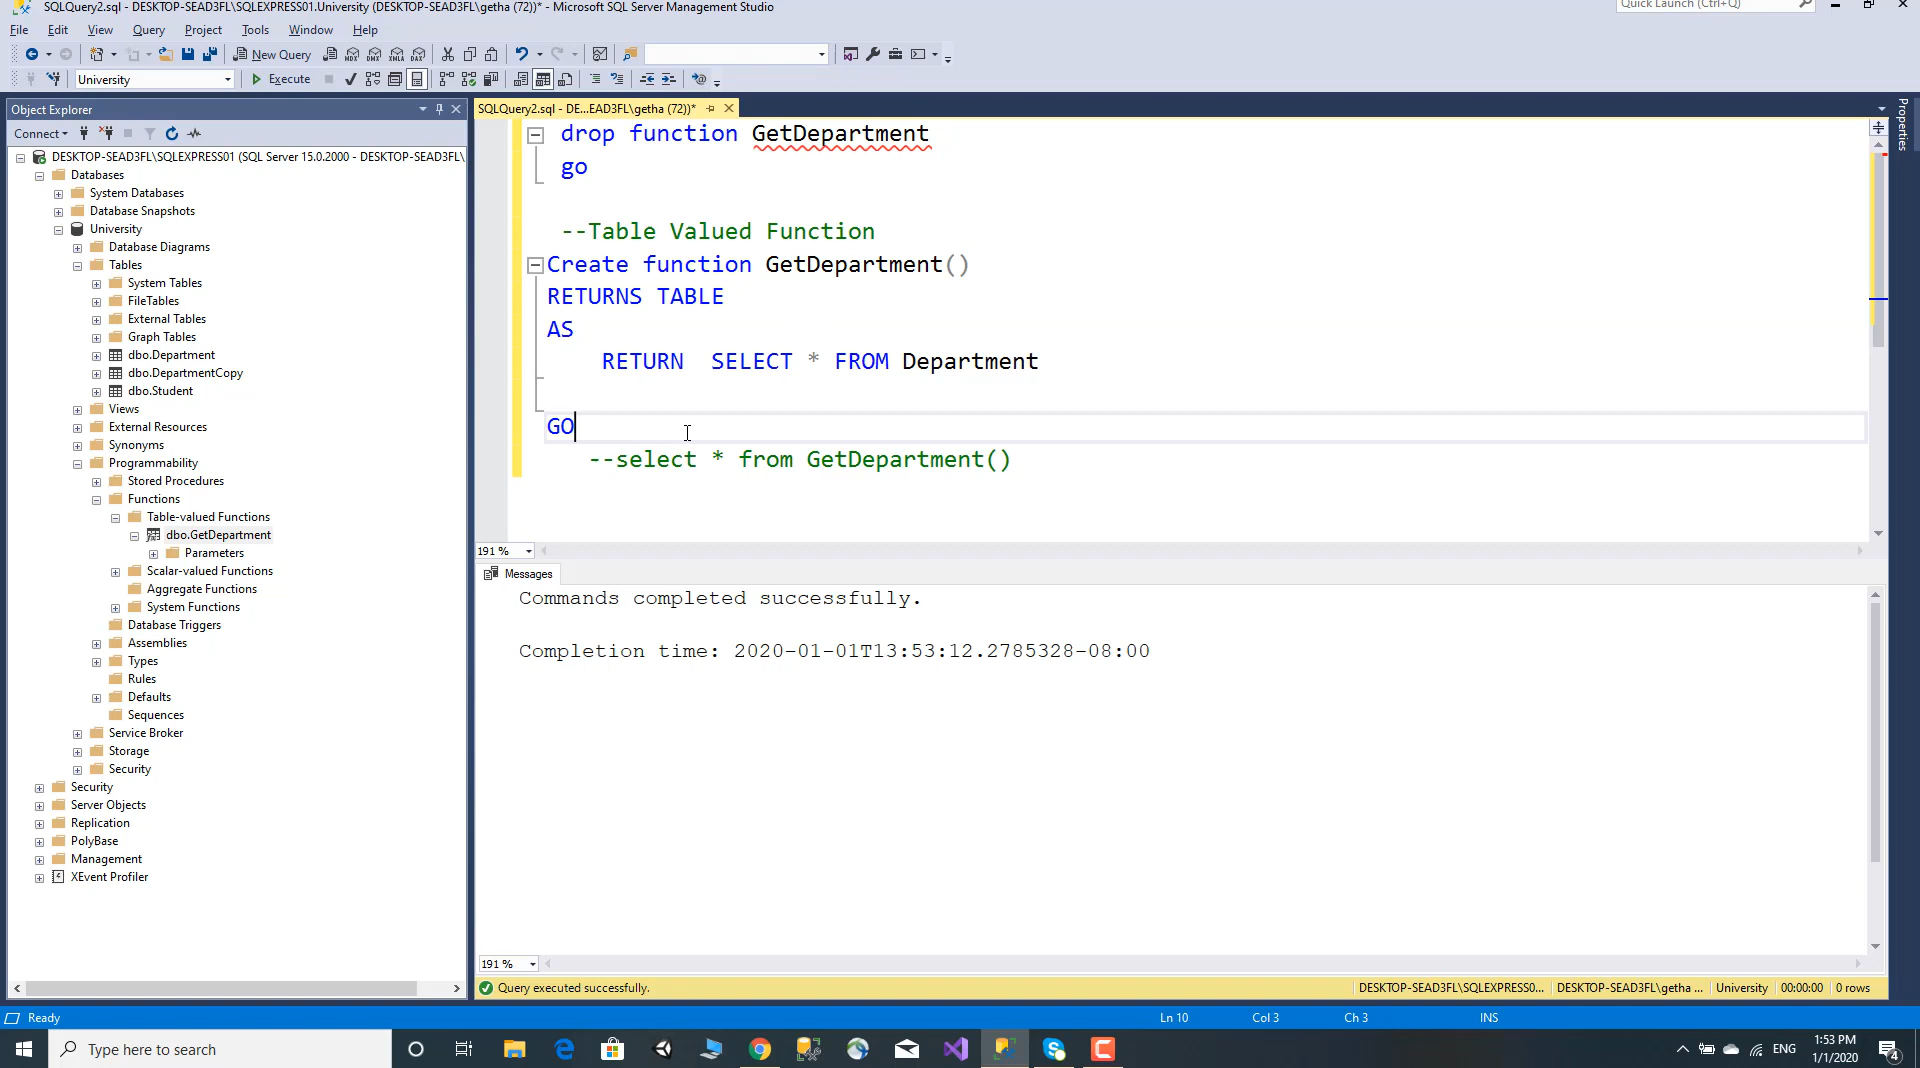 SQLQuery2.sql - DESKTOP-SEAD3FL\SQLEXPRESS01.University (DESKTOP-SEAD3FL\getha (72))* - Microsoft SQL Server Management Studio
Quick Launch (Ctrl+Q)
File Edit View Query Project Tools Window Help
New Query
University
Execute
Object Explorer
Connect
DESKTOP-SEAD3FL\SQLEXPRESS01 (SQL Server 15.0.2000 - DESKTOP-SEAD3FL\
Databases
System Databases
Database Snapshots
University
Database Diagrams
Tables
System Tables
FileTables
External Tables
Graph Tables
dbo.Department
dbo.DepartmentCopy
dbo.Student
Views
External Resources
Synonyms
Programmability
Stored Procedures
Functions
Table-valued Functions
dbo.GetDepartment
Parameters
Scalar-valued Functions
Aggregate Functions
System Functions
Database Triggers
Assemblies
Types
Rules
Defaults
Sequences
Service Broker
Storage
Security
Security
Server Objects
Replication
PolyBase
Management
XEvent Profiler
SQLQuery2.sql - DE...EAD3FL\getha (72))*
Properties
drop function GetDepartment
go
--Table Valued Function
Create function GetDepartment()
RETURNS TABLE
AS
RETURN  SELECT * FROM Department
GO
--select * from GetDepartment()
191 %
Messages
Commands completed successfully.
Completion time: 2020-01-01T13:53:12.2785328-08:00
191 %
Query executed successfully.
DESKTOP-SEAD3FL\SQLEXPRESS0... DESKTOP-SEAD3FL\getha ... University 00:00:00 0 rows
Ready
Ln 10 Col 3 Ch 3 INS
Type here to search
ENG
1:53 PM
1/1/2020
4